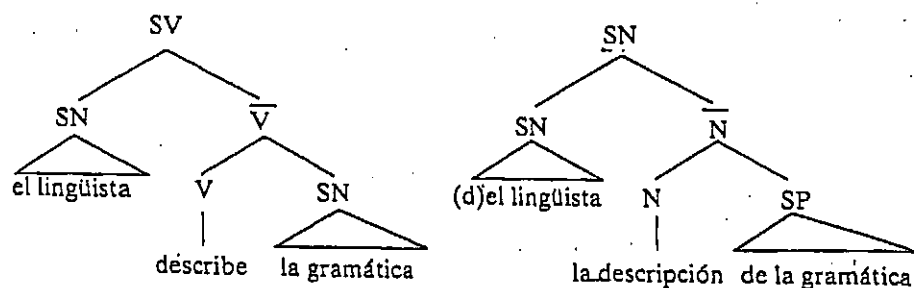 SV SN
SN V̅ SN N̅
el lingüista V SN (d)el lingüista N SP
describe la gramática la descripción de la gramática